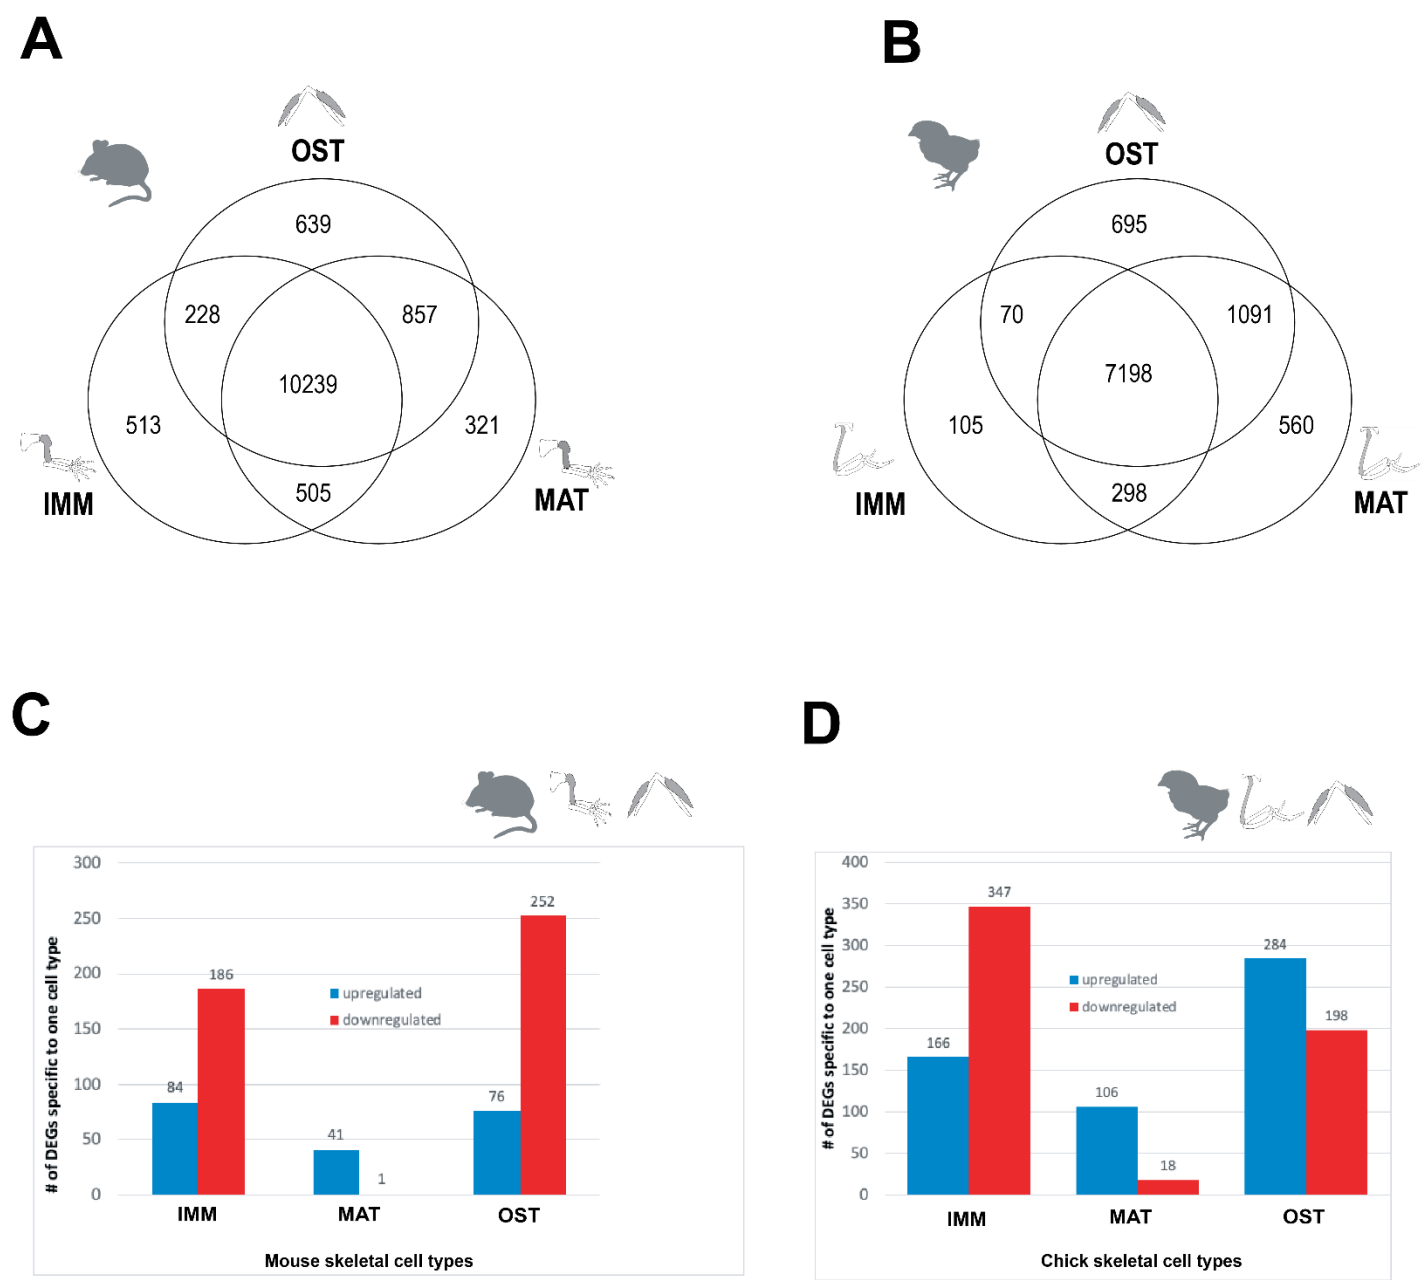 A
OST
639
228
857
10239
513
321
505
IMM
MAT
B
OST
695
70
1091
7198
105
560
298
IMM
MAT
C
# of DEGs specific to one cell type
300
250
200
150
100
50
0
84
186
41
1
76
252
upregulated
downregulated
IMM
MAT
OST
Mouse skeletal cell types
D
# of DEGs specific to one cell type
400
350
300
250
200
150
100
50
0
166
347
106
18
284
198
upregulated
downregulated
IMM
MAT
OST
Chick skeletal cell types